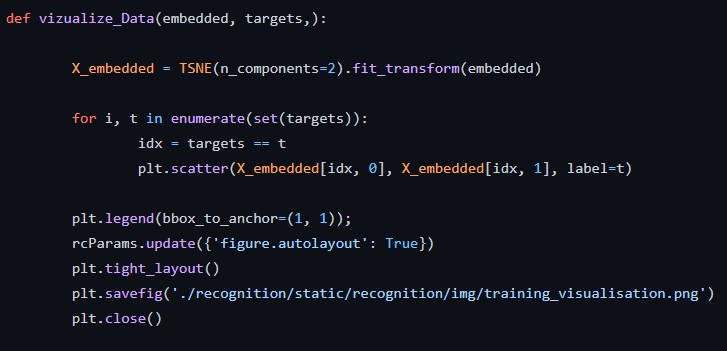 def vizualize_Data(embedded, targets,):
X_embedded = TSNE(n_components=2).fit_transform(embedded)
for i, t in enumerate(set(targets)):
idx = targets == t
plt.scatter(X_embedded[idx, 0], X_embedded[idx, 1], label=t)
plt.legend(bbox_to_anchor=(1, 1));
rcParams.update({'figure.autolayout': True})
plt.tight_layout()
plt.savefig('./recognition/static/recognition/img/training_visualisation.png')
plt.close()